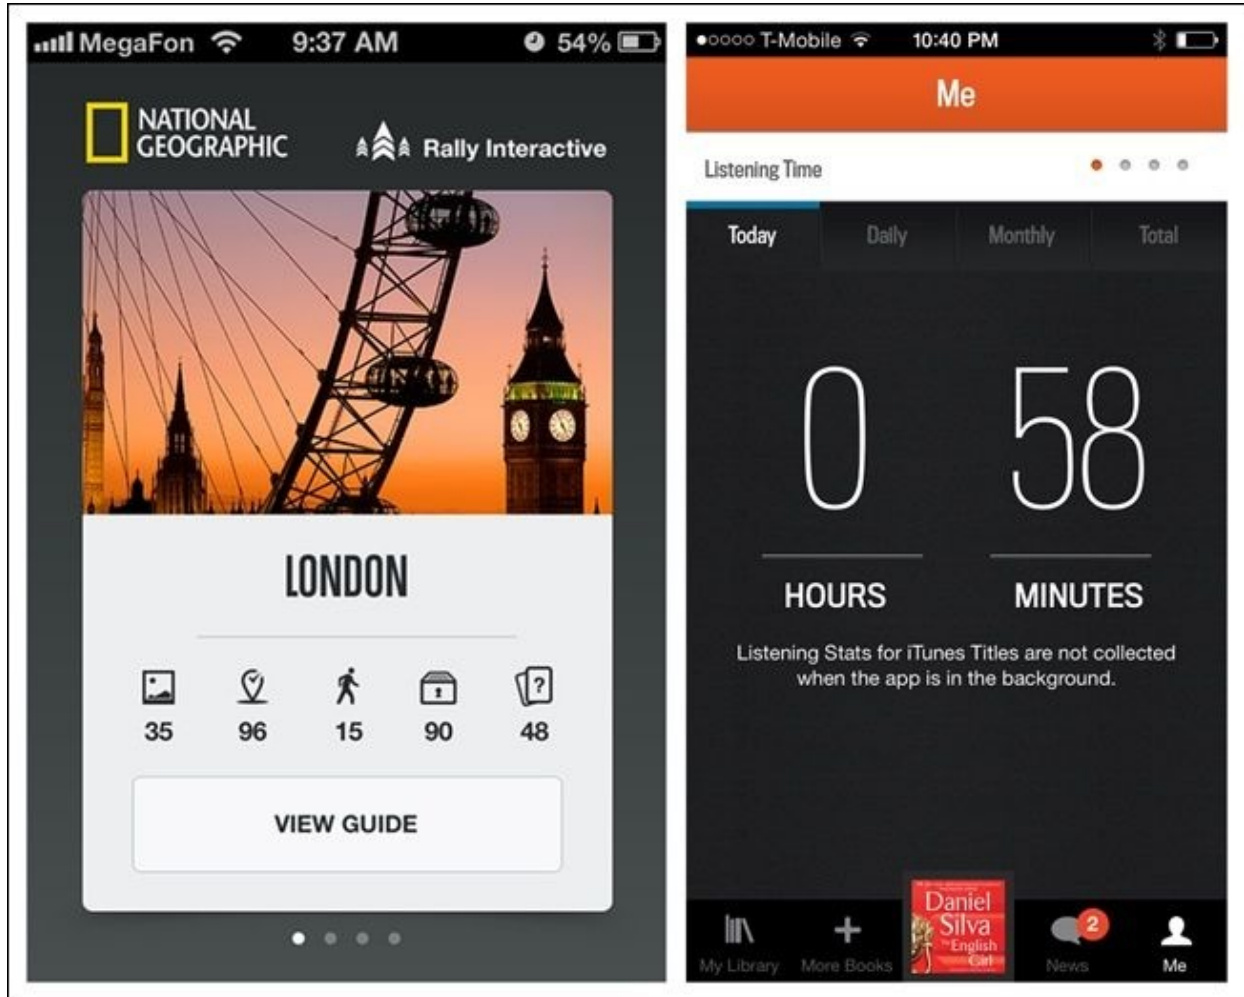 MegaFon 9:37 AM 54%
NATIONAL
GEOGRAPHIC
Rally Interactive
LONDON
35 96 15 90 48
?
VIEW GUIDE
T-Mobile 10:40 PM
Me
Listening Time
Today Daily Monthly Total
0 58
HOURS MINUTES
Listening Stats for iTunes Titles are not collected
when the app is in the background.
Daniel
Silva
The English
Girl
2
My Library More Books News Me